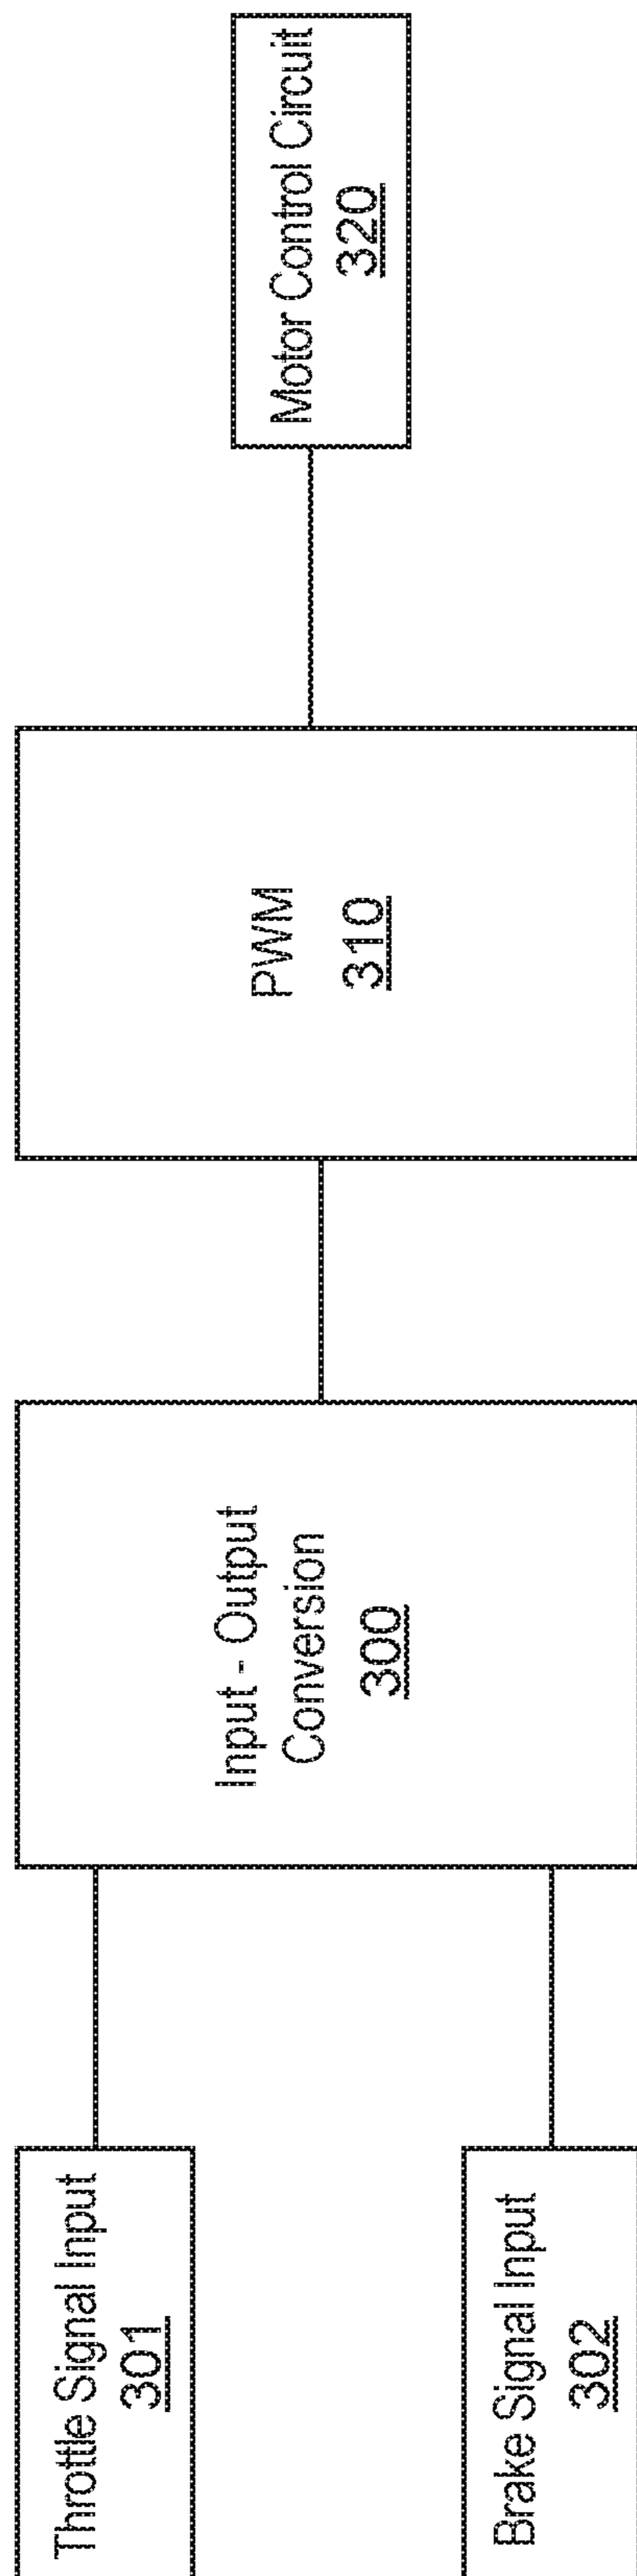 Throttle Signal Input
301
Brake Signal Input
302
Input - Output
Conversion
300
PWM
310
Motor Control Circuit
320